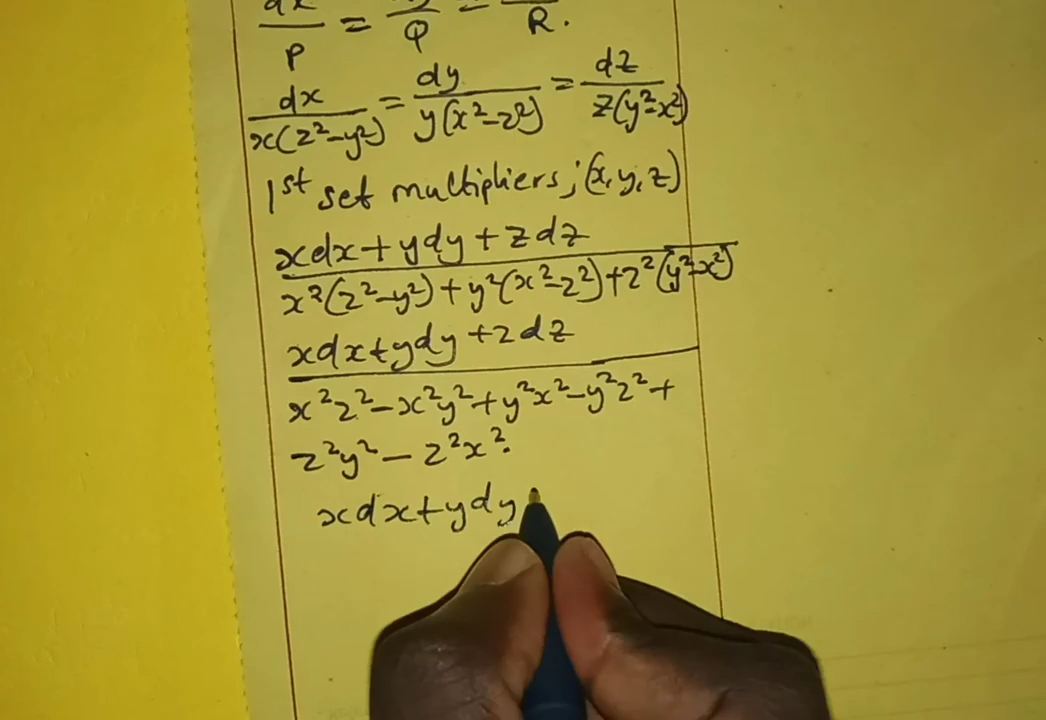 dx/P = dy/Q = /R.
dx/x(z²-y²) = dy/y(x²-z²) = dz/z(y²-x²)
1st set multipliers; (x, y, z)
xdx + ydy + zdz
x²(z²-y²) + y²(x²-z²) + z²(y²-x²)
xdx + ydy + zdz
x²z² - x²y² + y²x² - y²z² +
z²y² - z²x².
xdx + ydy